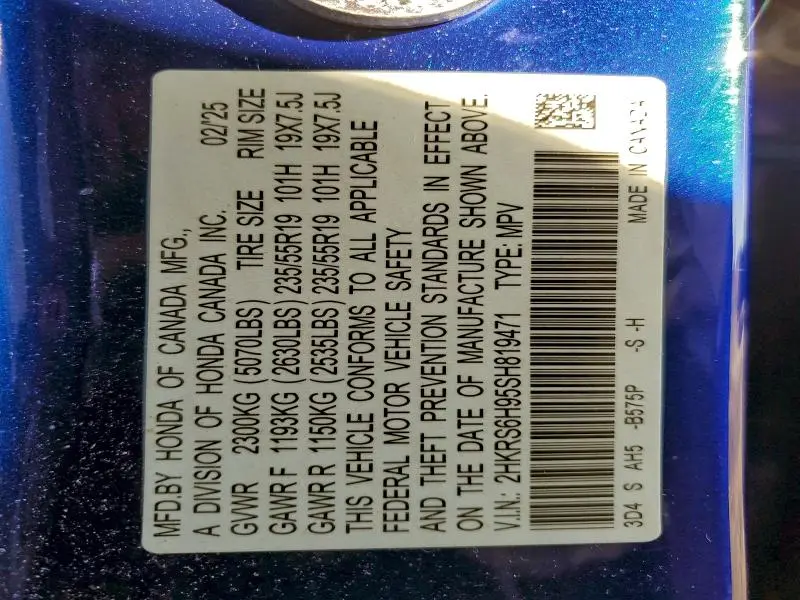 MFD.BY HONDA OF CANADA MFG.,
A DIVISION OF HONDA CANADA INC. 02/25
GVWR 2300KG (5070LBS) TIRE SIZE RIM SIZE
GAWR F 1193KG (2630LBS) 235/55R19 101H 19X7.5J
GAWR R 1150KG (2535LBS) 235/55R19 101H 19X7.5J
THIS VEHICLE CONFORMS TO ALL APPLICABLE
FEDERAL MOTOR VEHICLE SAFETY
AND THEFT PREVENTION STANDARDS IN EFFECT
ON THE DATE OF MANUFACTURE SHOWN ABOVE.
V.I.N.: 2HKRS6H95SH819471 TYPE: MPV
3D4 S AH5 -B575P -S -H MADE IN CANADA